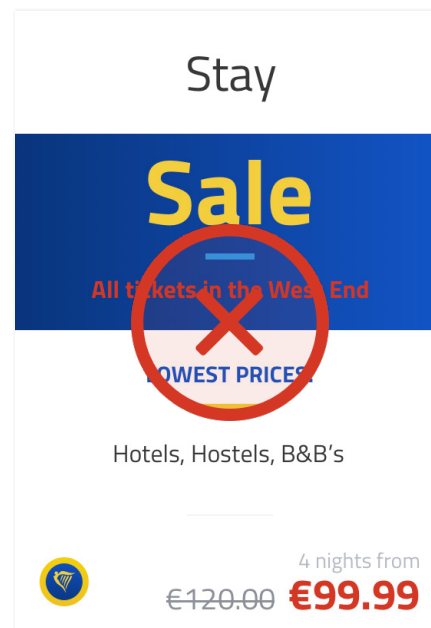 Stay
Sale
All tickets in the West End
LOWEST PRICES!
Hotels, Hostels, B&B’s
4 nights from
€120.00 €99.99